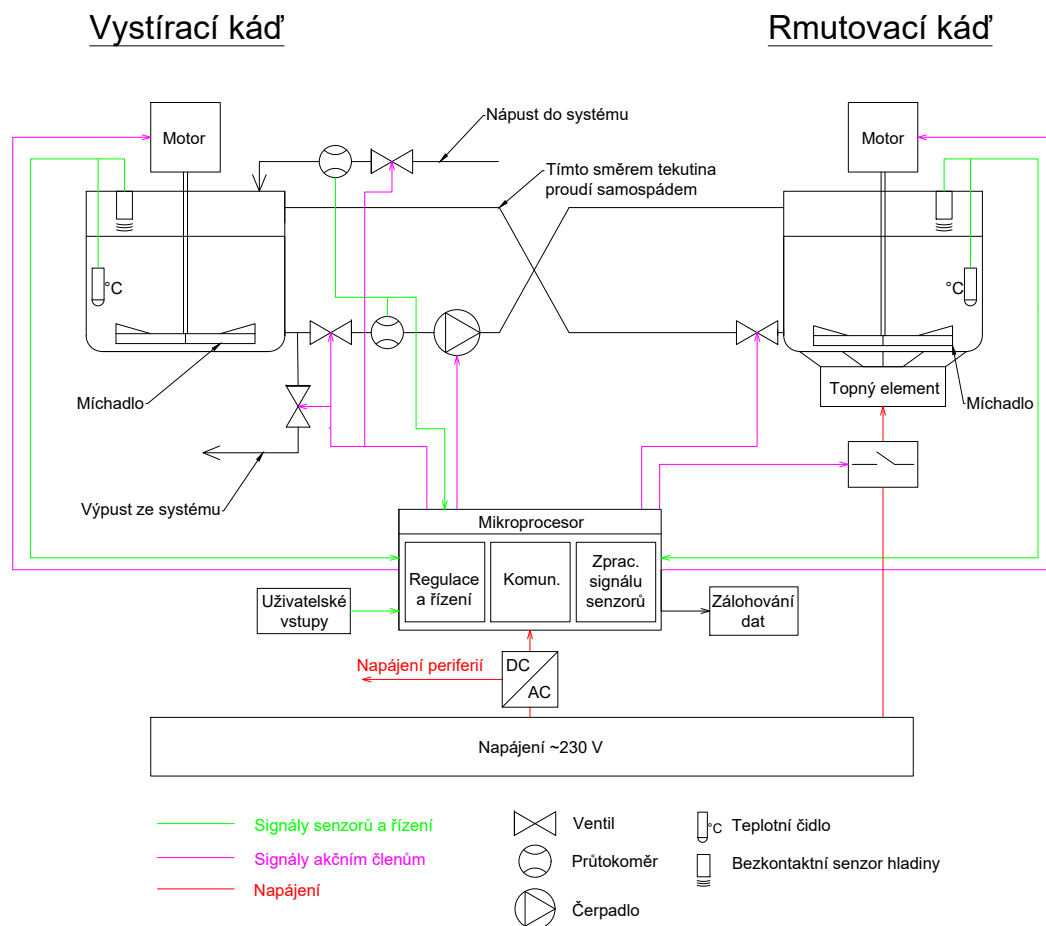 Vystírací káď
Rmutovací káď
Motor
Nápust do systému
Motor
Tímto směrem tekutina
proudí samospádem
°C
°C
Míchadlo
Topný element
Míchadlo
Výpust ze systému
Mikroprocesor
Regulace
a řízení
Komun.
Zprac.
signálu
senzorů
Uživatelské
vstupy
Zálohování
dat
Napájení periferií
DC
AC
Napájení ~230 V
Signály senzorů a řízení
Signály akčním členům
Napájení
Ventil
Průtokoměr
Čerpadlo
°C
Teplotní čidlo
Bezkontaktní senzor hladiny